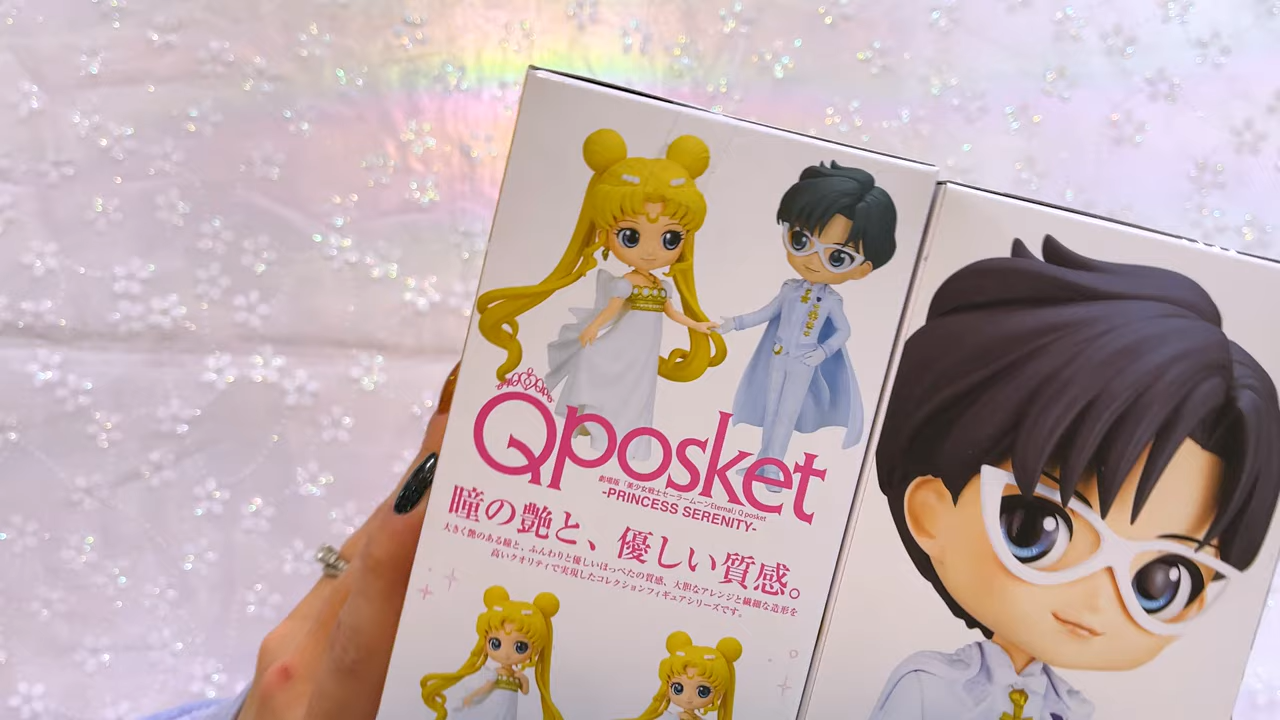 Qposket
劇場版「美少女戦士セーラームーンEternal」Q posket
-PRINCESS SERENITY-
瞳の艶と、優しい質感。
大きく艶のある瞳と、ふんわりと優しいほっぺたの質感、大胆なアレンジと繊細な造形を
高いクオリティで実現したコレクションフィギュアシリーズです。